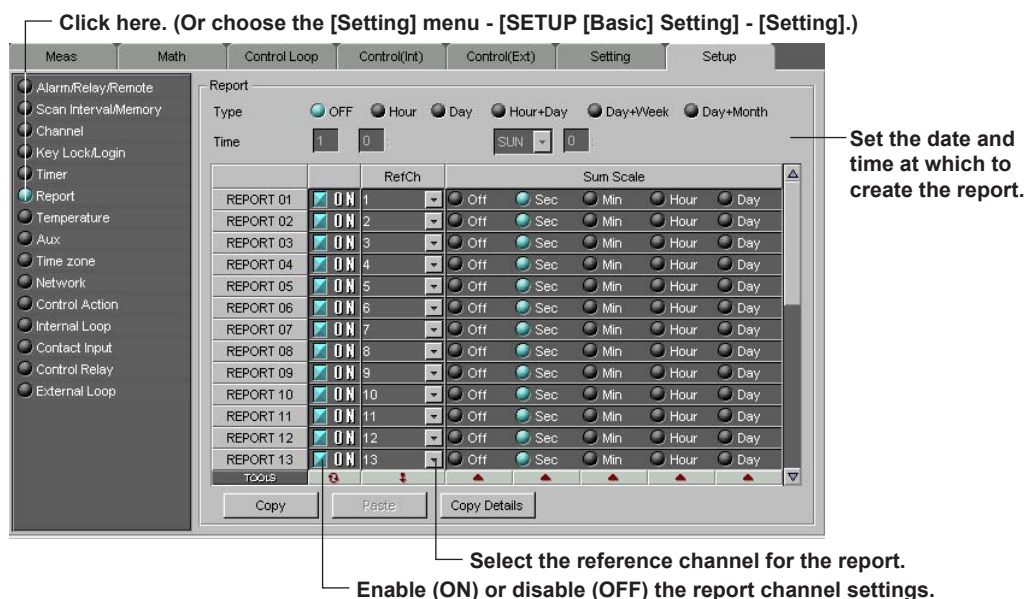 Click here. (Or choose the [Setting] menu - [SETUP [Basic] Setting] - [Setting].)
Meas Math Control Loop Control(Int) Control(Ext) Setting Setup
Alarm/Relay/Remote
Scan Interval/Memory
Channel
Key Lock/Login
Timer
Report
Temperature
Aux
Time zone
Network
Control Action
Internal Loop
Contact Input
Control Relay
External Loop
Report
Type OFF Hour Day Hour+Day Day+Week Day+Month
Time 1 0 : SUN 0 :
Set the date and
time at which to
create the report.
RefCh Sum Scale
REPORT 01 ON 1 Off Sec Min Hour Day
REPORT 02 ON 2 Off Sec Min Hour Day
REPORT 03 ON 3 Off Sec Min Hour Day
REPORT 04 ON 4 Off Sec Min Hour Day
REPORT 05 ON 5 Off Sec Min Hour Day
REPORT 06 ON 6 Off Sec Min Hour Day
REPORT 07 ON 7 Off Sec Min Hour Day
REPORT 08 ON 8 Off Sec Min Hour Day
REPORT 09 ON 9 Off Sec Min Hour Day
REPORT 10 ON 10 Off Sec Min Hour Day
REPORT 11 ON 11 Off Sec Min Hour Day
REPORT 12 ON 12 Off Sec Min Hour Day
REPORT 13 ON 13 Off Sec Min Hour Day
TOOLS
Copy Paste Copy Details
Select the reference channel for the report.
Enable (ON) or disable (OFF) the report channel settings.